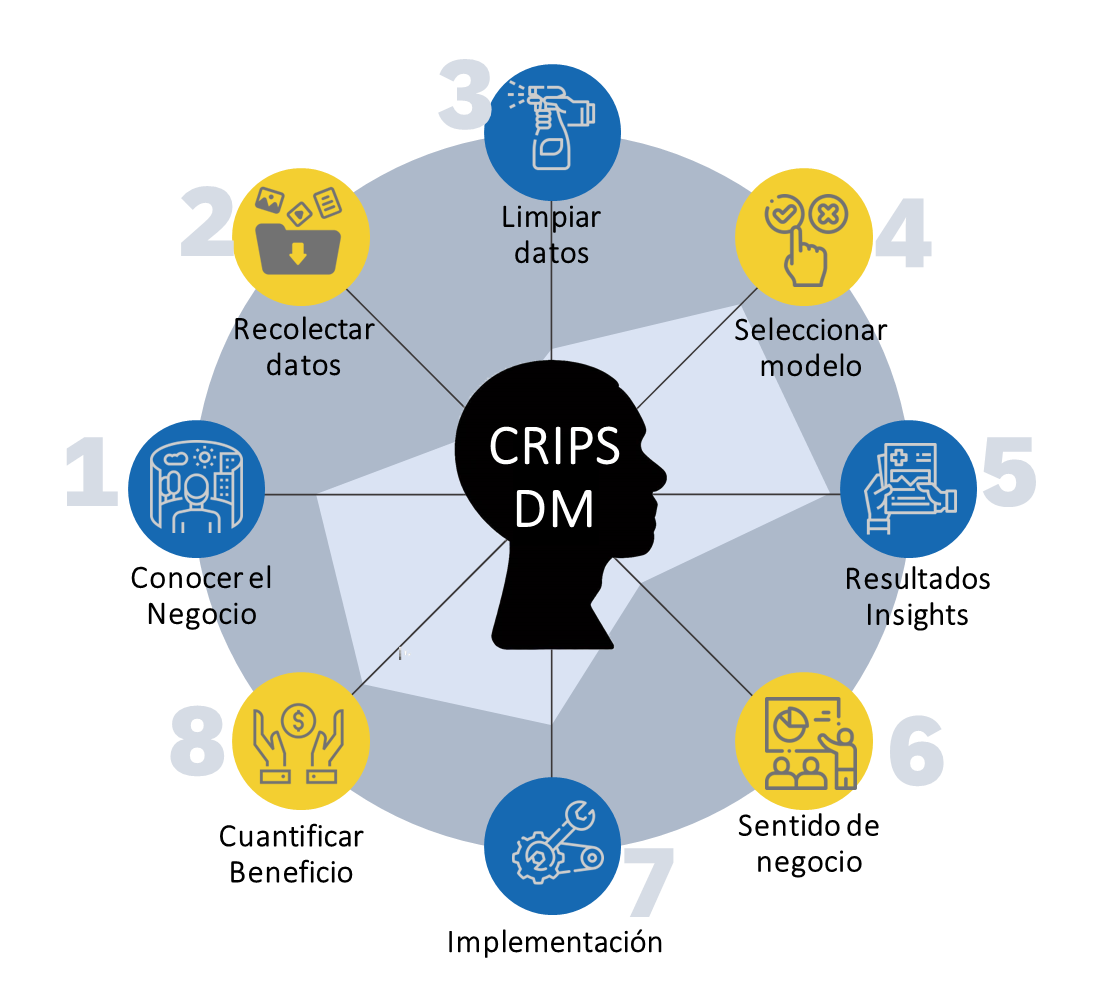 CRIPS
DM
1
Conocer el
Negocio
2
Recolectar
datos
3
Limpiar
datos
4
Seleccionar
modelo
5
Resultados
Insights
6
Sentido de
negocio
7
Implementación
8
Cuantificar
Beneficio
$